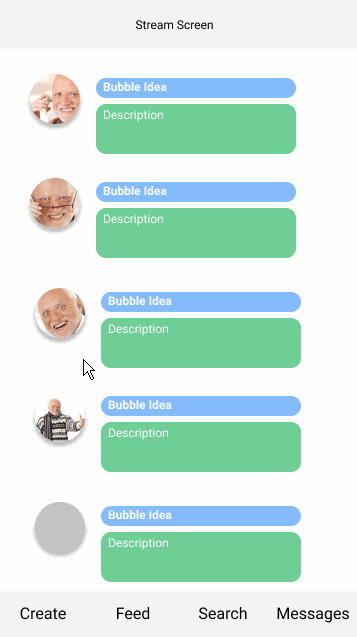 Stream Screen
Bubble Idea
Description
Bubble Idea
Description
Bubble Idea
Description
Bubble Idea
Description
Bubble Idea
Description
Create Feed Search Messages